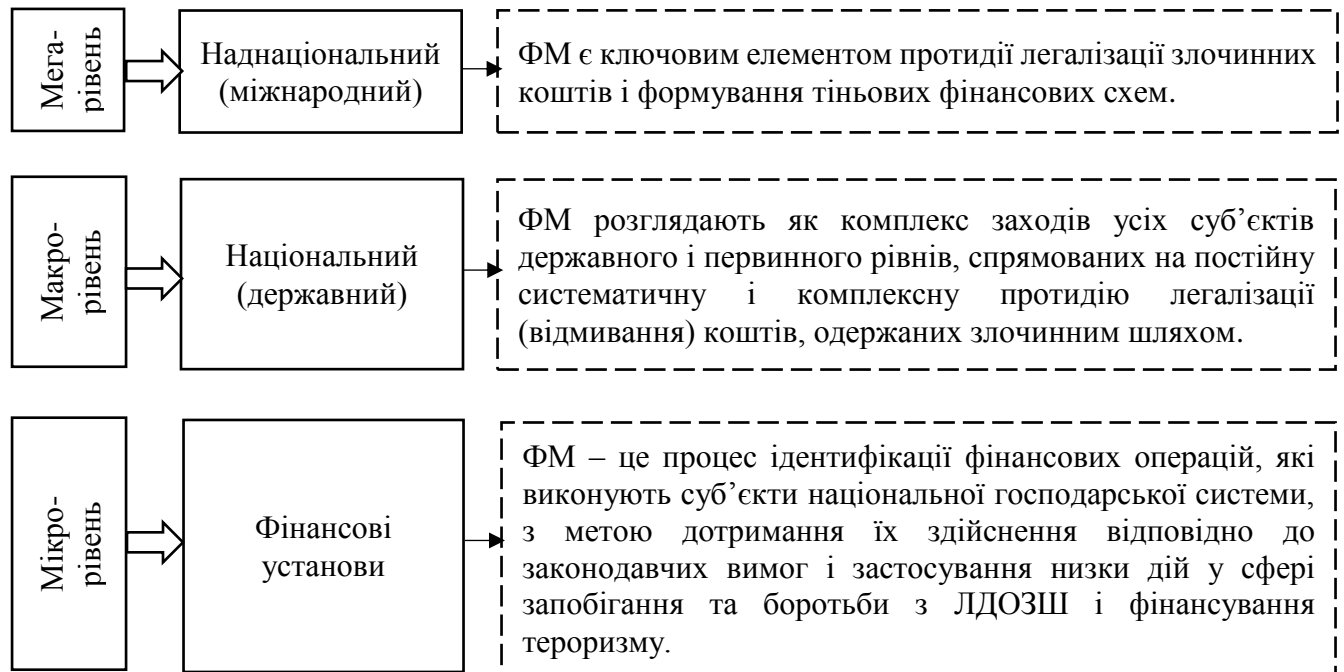 Мега-
рівень
Наднаціональний
(міжнародний)
ФМ є ключовим елементом протидії легалізації злочинних
коштів і формування тіньових фінансових схем.
Макро-
рівень
Національний
(державний)
ФМ розглядають як комплекс заходів усіх суб’єктів
державного і первинного рівнів, спрямованих на постійну
систематичну і комплексну протидію легалізації
(відмивання) коштів, одержаних злочинним шляхом.
Мікро-
рівень
Фінансові
установи
ФМ – це процес ідентифікації фінансових операцій, які
виконують суб’єкти національної господарської системи,
з метою дотримання їх здійснення відповідно до
законодавчих вимог і застосування низки дій у сфері
запобігання та боротьби з ЛДОЗШ і фінансування
тероризму.